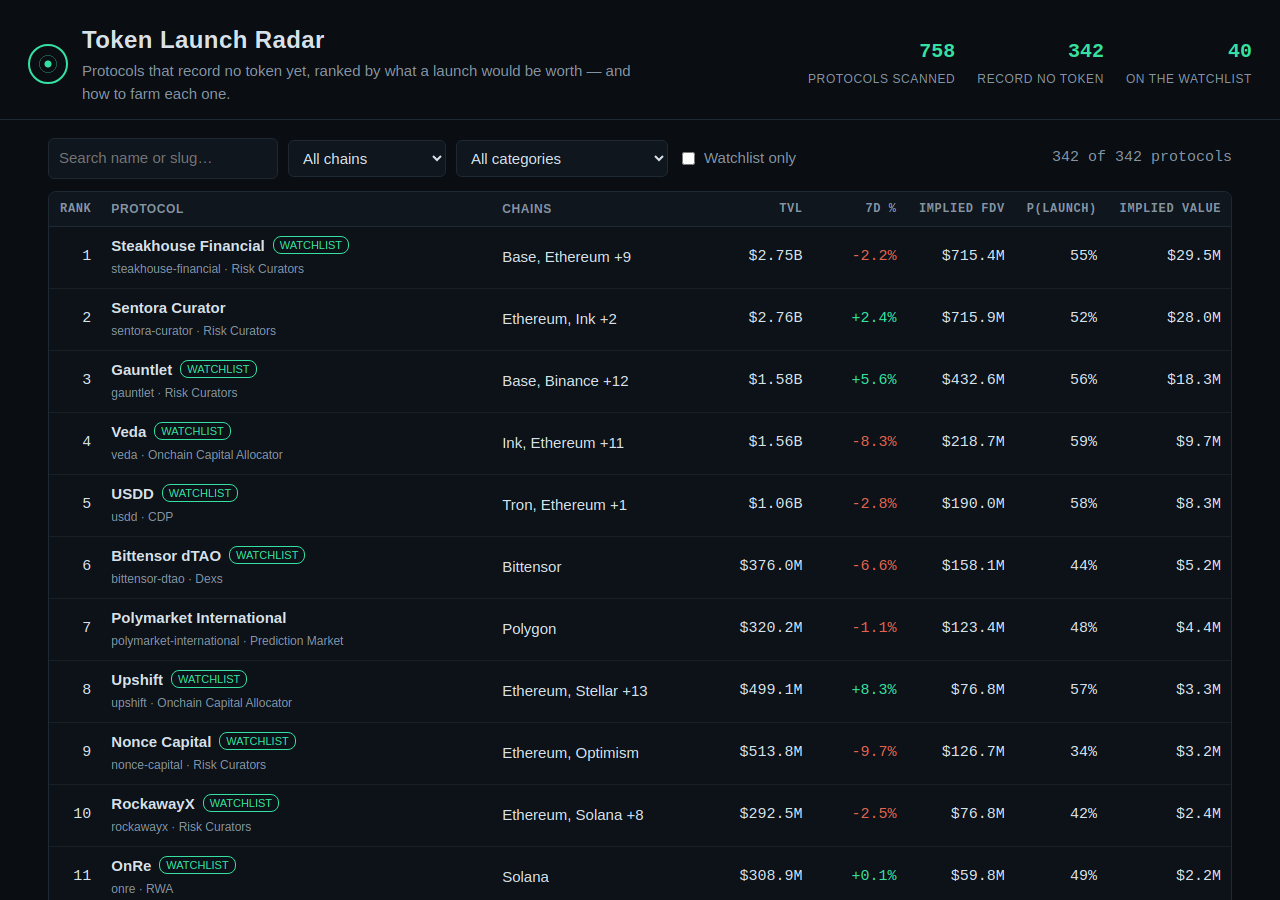 Token Launch Radar
Protocols that record no token yet, ranked by what a launch would be worth — and
how to farm each one.
758
PROTOCOLS SCANNED
342
RECORD NO TOKEN
40
ON THE WATCHLIST
Search name or slug…
All chains
All categories
Watchlist only
342 of 342 protocols
RANK PROTOCOL CHAINS TVL 7D % IMPLIED FDV P(LAUNCH) IMPLIED VALUE
1 Steakhouse Financial WATCHLIST Base, Ethereum +9 $2.75B -2.2% $715.4M 55% $29.5M
steakhouse-financial · Risk Curators
2 Sentora Curator Ethereum, Ink +2 $2.76B +2.4% $715.9M 52% $28.0M
sentora-curator · Risk Curators
3 Gauntlet WATCHLIST Base, Binance +12 $1.58B +5.6% $432.6M 56% $18.3M
gauntlet · Risk Curators
4 Veda WATCHLIST Ink, Ethereum +11 $1.56B -8.3% $218.7M 59% $9.7M
veda · Onchain Capital Allocator
5 USDD WATCHLIST Tron, Ethereum +1 $1.06B -2.8% $190.0M 58% $8.3M
usdd · CDP
6 Bittensor dTAO WATCHLIST Bittensor $376.0M -6.6% $158.1M 44% $5.2M
bittensor-dtao · Dexs
7 Polymarket International Polygon $320.2M -1.1% $123.4M 48% $4.4M
polymarket-international · Prediction Market
8 Upshift WATCHLIST Ethereum, Stellar +13 $499.1M +8.3% $76.8M 57% $3.3M
upshift · Onchain Capital Allocator
9 Nonce Capital WATCHLIST Ethereum, Optimism $513.8M -9.7% $126.7M 34% $3.2M
nonce-capital · Risk Curators
10 RockawayX WATCHLIST Ethereum, Solana +8 $292.5M -2.5% $76.8M 42% $2.4M
rockawayx · Risk Curators
11 OnRe WATCHLIST Solana $308.9M +0.1% $59.8M 49% $2.2M
onre · RWA